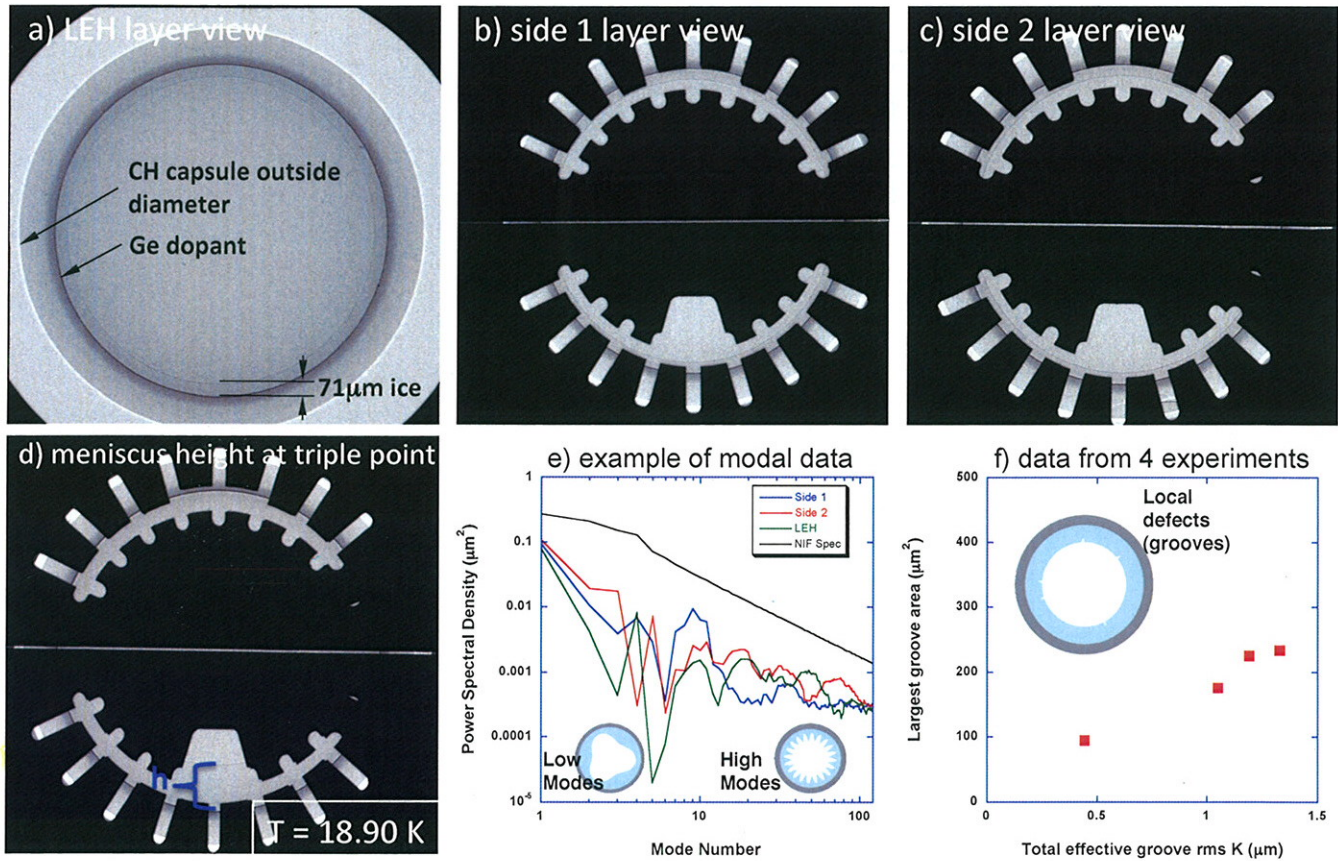 a) LEH layer view
CH capsule outside
diameter
Ge dopant
71μm ice
b) side 1 layer view
c) side 2 layer view
d) meniscus height at triple point
h
T = 18.90 K
e) example of modal data
Power Spectral Density (μm²)
1
0.1
0.01
0.001
0.0001
10⁻⁵
Side 1
Side 2
LEH
NIF Spec
Low
Modes
High
Modes
1
10
100
Mode Number
f) data from 4 experiments
Largest groove area (μm²)
500
400
300
200
100
0
Local
defects
(grooves)
0
0.5
1
1.5
Total effective groove rms K (μm)